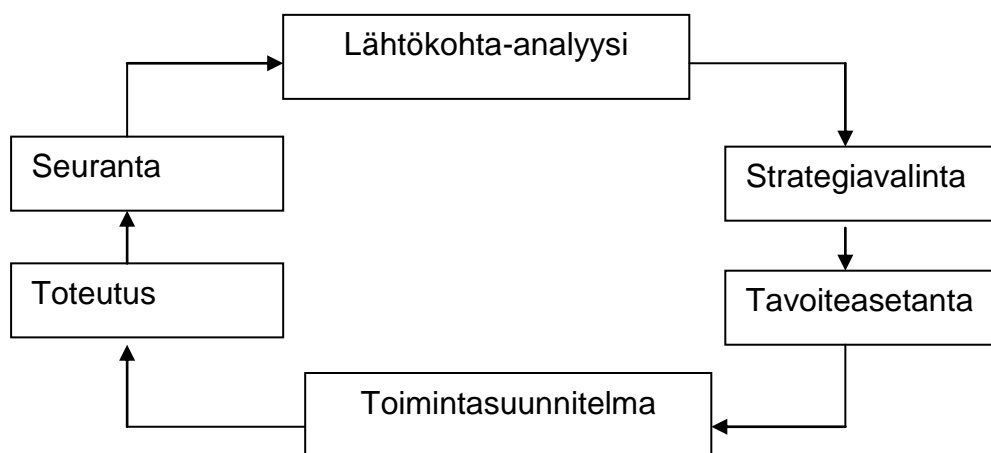 Lähtökohta-analyysi
Seuranta
Strategiavalinta
Toteutus
Tavoiteasetanta
Toimintasuunnitelma